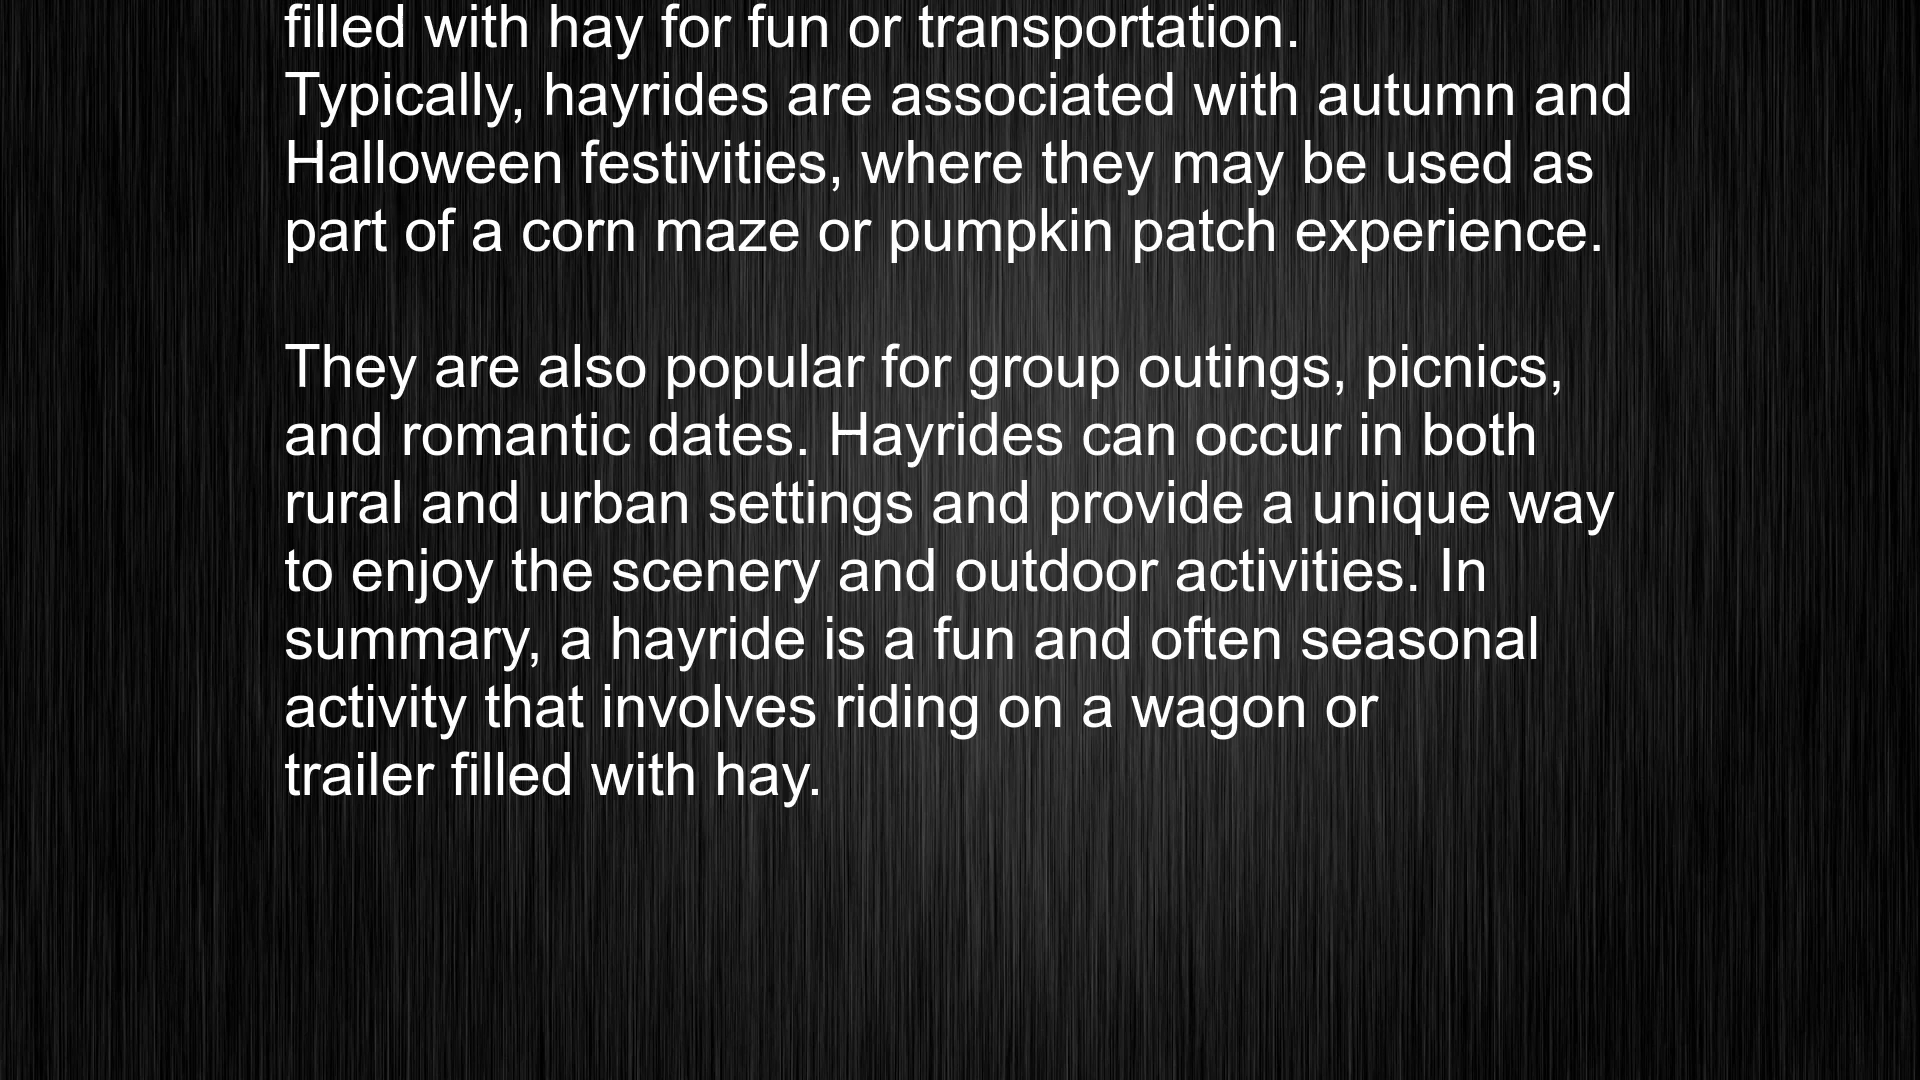 filled with hay for fun or transportation.
Typically, hayrides are associated with autumn and
Halloween festivities, where they may be used as
part of a corn maze or pumpkin patch experience.
They are also popular for group outings, picnics,
and romantic dates. Hayrides can occur in both
rural and urban settings and provide a unique way
to enjoy the scenery and outdoor activities. In
summary, a hayride is a fun and often seasonal
activity that involves riding on a wagon or
trailer filled with hay.